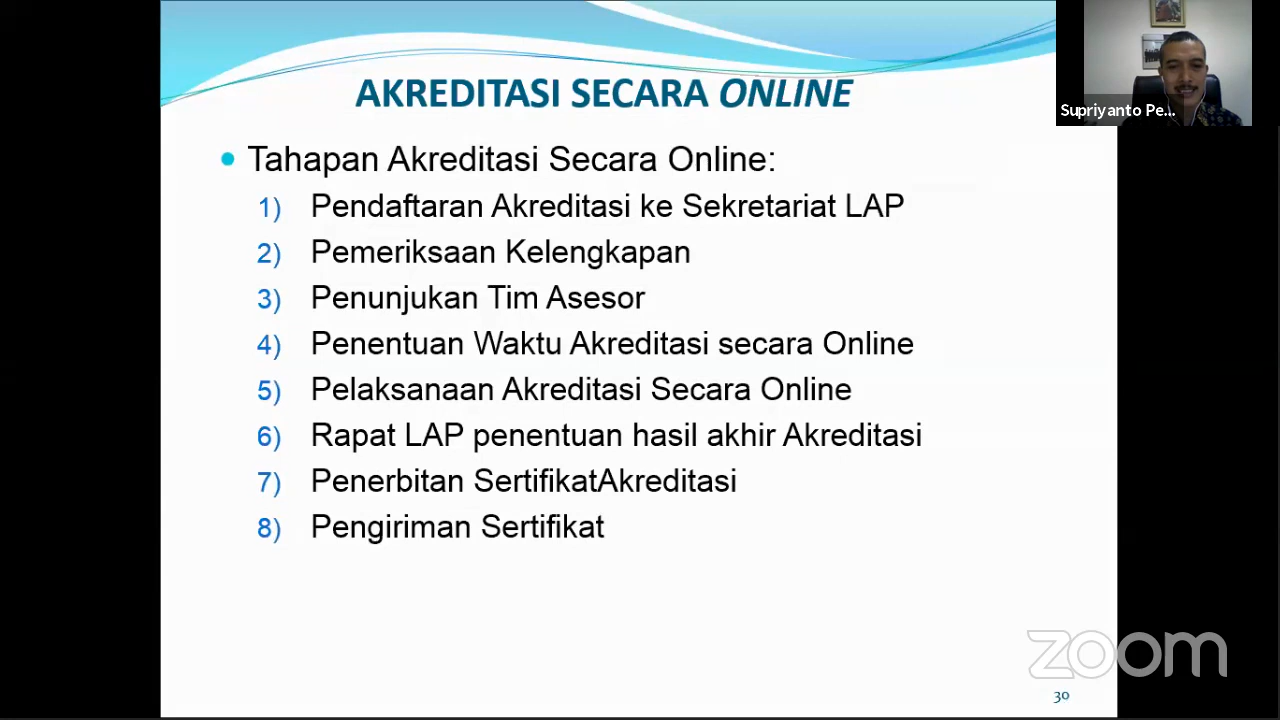 AKREDITASI SECARA ONLINE
Supriyanto Pe...
• Tahapan Akreditasi Secara Online:
1) Pendaftaran Akreditasi ke Sekretariat LAP
2) Pemeriksaan Kelengkapan
3) Penunjukan Tim Asesor
4) Penentuan Waktu Akreditasi secara Online
5) Pelaksanaan Akreditasi Secara Online
6) Rapat LAP penentuan hasil akhir Akreditasi
7) Penerbitan SertifikatAkreditasi
8) Pengiriman Sertifikat
zoom
30